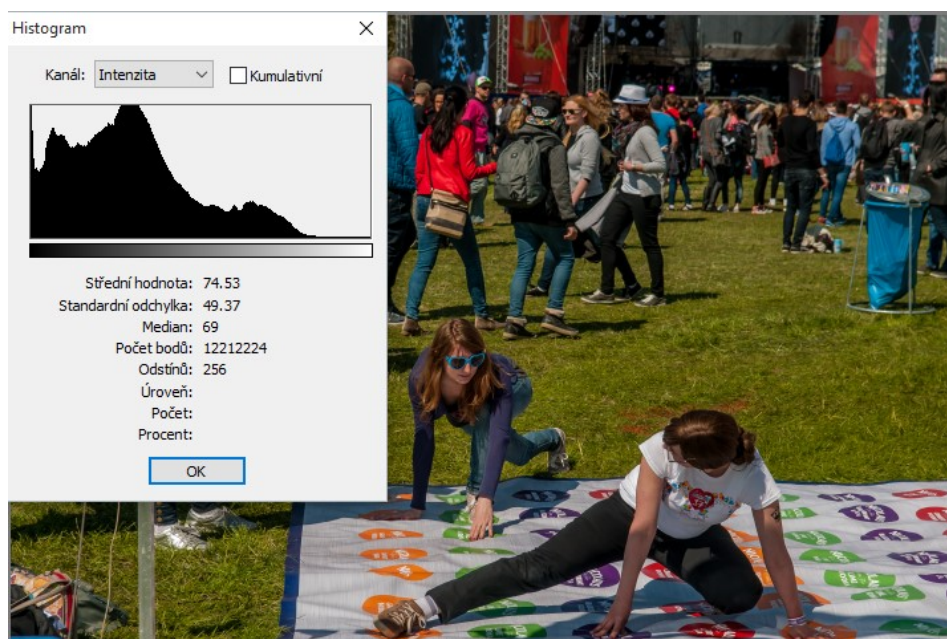 Histogram
Kanál: Intenzita Kumulativní
Střední hodnota: 74.53
Standardní odchylka: 49.37
Median: 69
Počet bodů: 12212224
Odstínů: 256
Úroveň:
Počet:
Procent:
OK